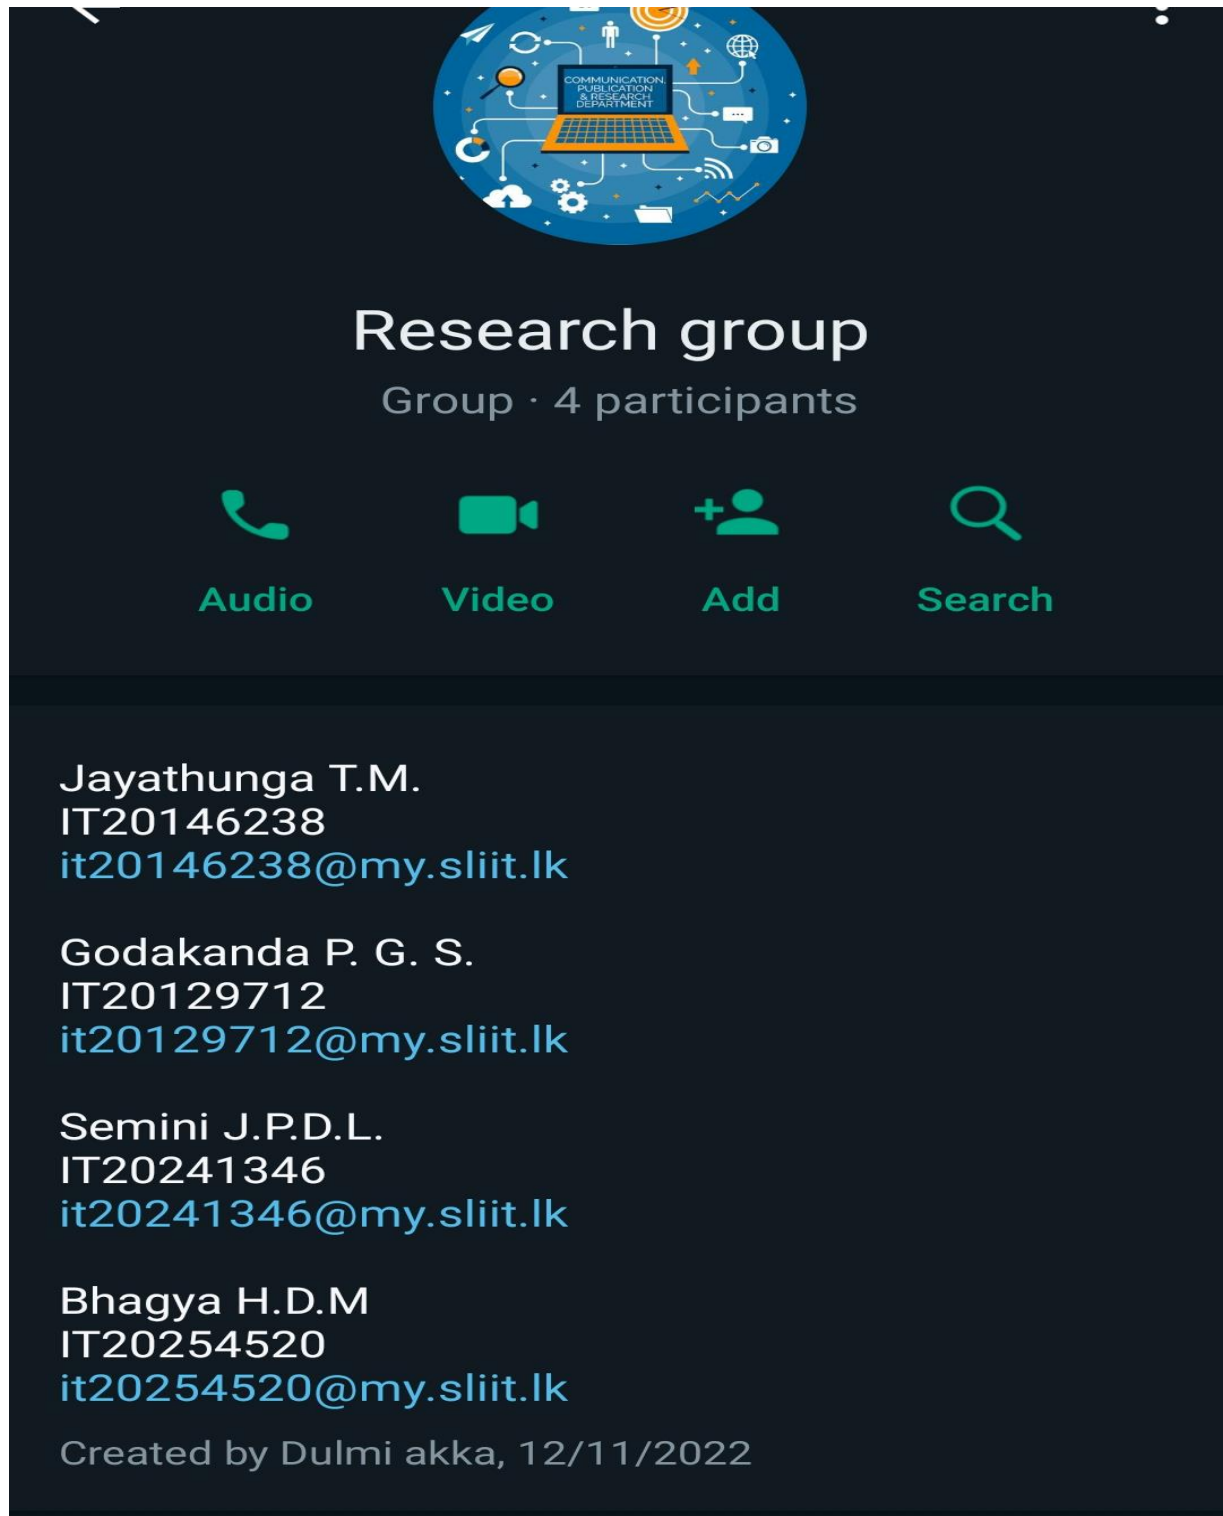 COMMUNICATION,
PUBLICATION
& RESEARCH
DEPARTMENT
Research group
Group · 4 participants
Audio Video Add Search
Jayathunga T.M.
IT20146238
it20146238@my.sliit.lk
Godakanda P. G. S.
IT20129712
it20129712@my.sliit.lk
Semini J.P.D.L.
IT20241346
it20241346@my.sliit.lk
Bhagya H.D.M
IT20254520
it20254520@my.sliit.lk
Created by Dulmi akka, 12/11/2022